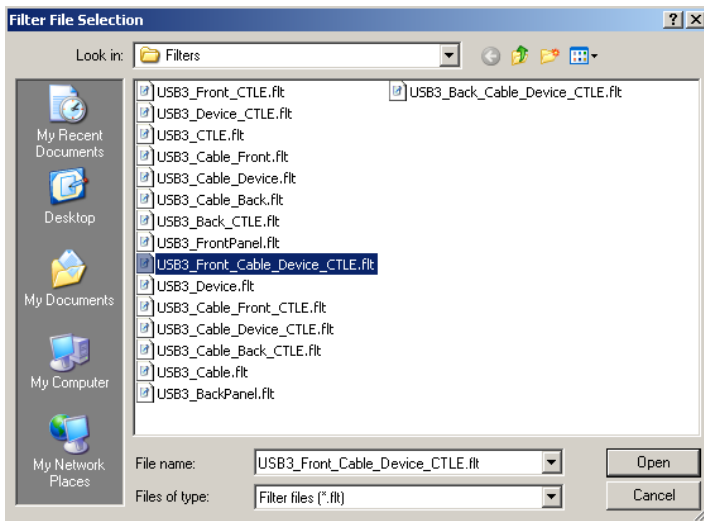 Filter File Selection
Look in: Filters
My Recent
Documents
Desktop
My Documents
My Computer
My Network
Places
USB3_Front_CTLE.flt
USB3_Device_CTLE.flt
USB3_CTLE.flt
USB3_Cable_Front.flt
USB3_Cable_Device.flt
USB3_Cable_Back.flt
USB3_Back_CTLE.flt
USB3_FrontPanel.flt
USB3_Front_Cable_Device_CTLE.flt
USB3_Device.flt
USB3_Cable_Front_CTLE.flt
USB3_Cable_Device_CTLE.flt
USB3_Cable_Back_CTLE.flt
USB3_Cable.flt
USB3_BackPanel.flt
USB3_Back_Cable_Device_CTLE.flt
File name: USB3_Front_Cable_Device_CTLE.flt Open
Files of type: Filter files (*.flt) Cancel